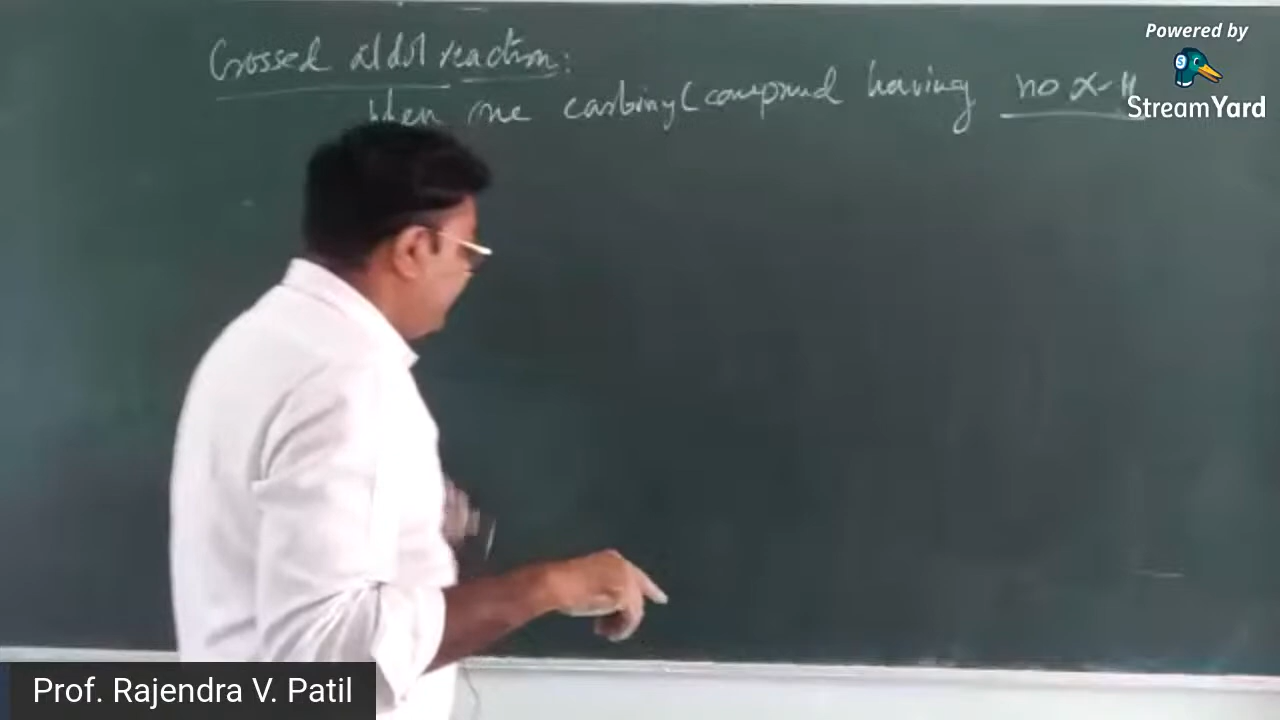 Crossed aldol reaction:
When one carbonyl compound having no α-H
Powered by
StreamYard
Prof. Rajendra V. Patil